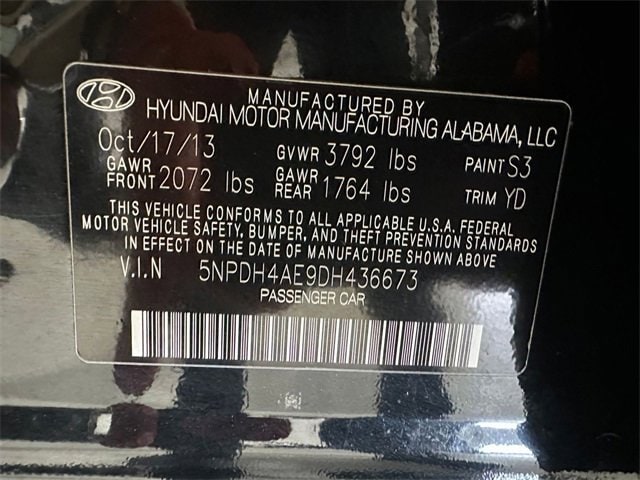 MANUFACTURED BY
HYUNDAI MOTOR MANUFACTURING ALABAMA, LLC
Oct/17/13 GVWR 3792 lbs PAINT S3
GAWR FRONT 2072 lbs GAWR REAR 1764 lbs TRIM YD
THIS VEHICLE CONFORMS TO ALL APPLICABLE U.S.A. FEDERAL
MOTOR VEHICLE SAFETY, BUMPER, AND THEFT PREVENTION STANDARDS
IN EFFECT ON THE DATE OF MANUFACTURE SHOWN ABOVE.
V.I.N 5NPDH4AE9DH436673
PASSENGER CAR